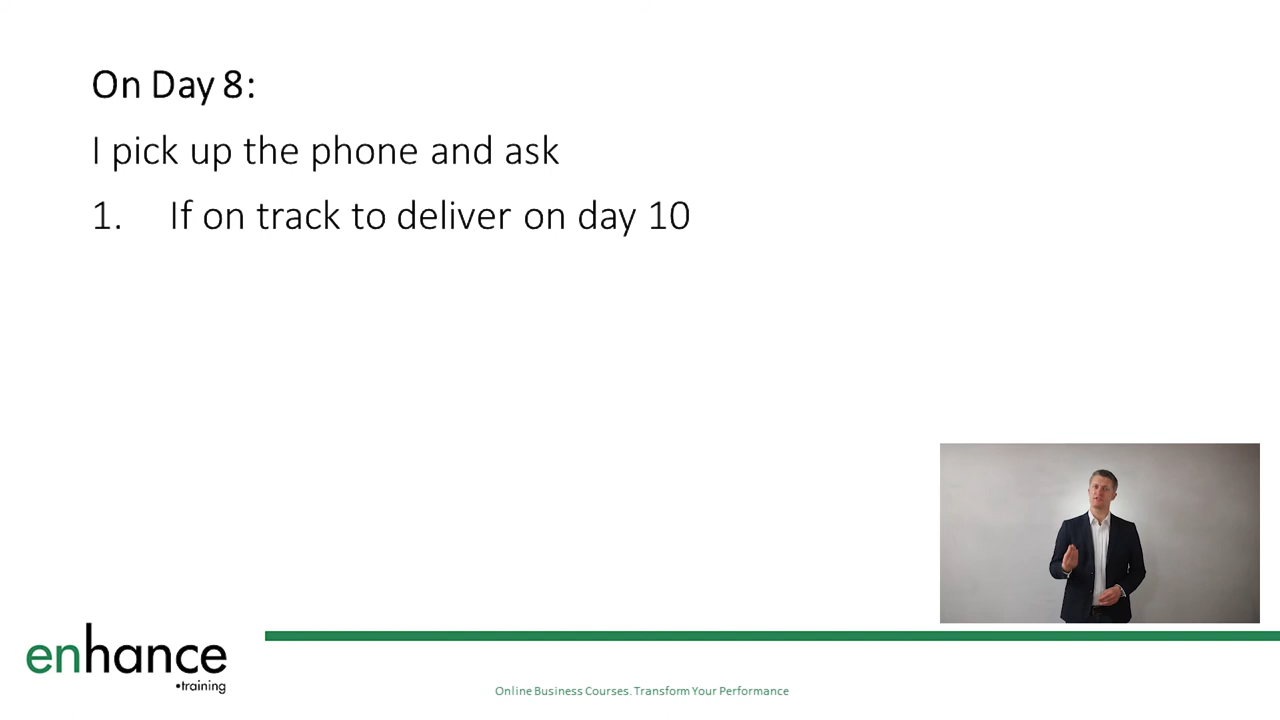 On Day 8:
I pick up the phone and ask
1. If on track to deliver on day 10
enhance
•training
Online Business Courses. Transform Your Performance